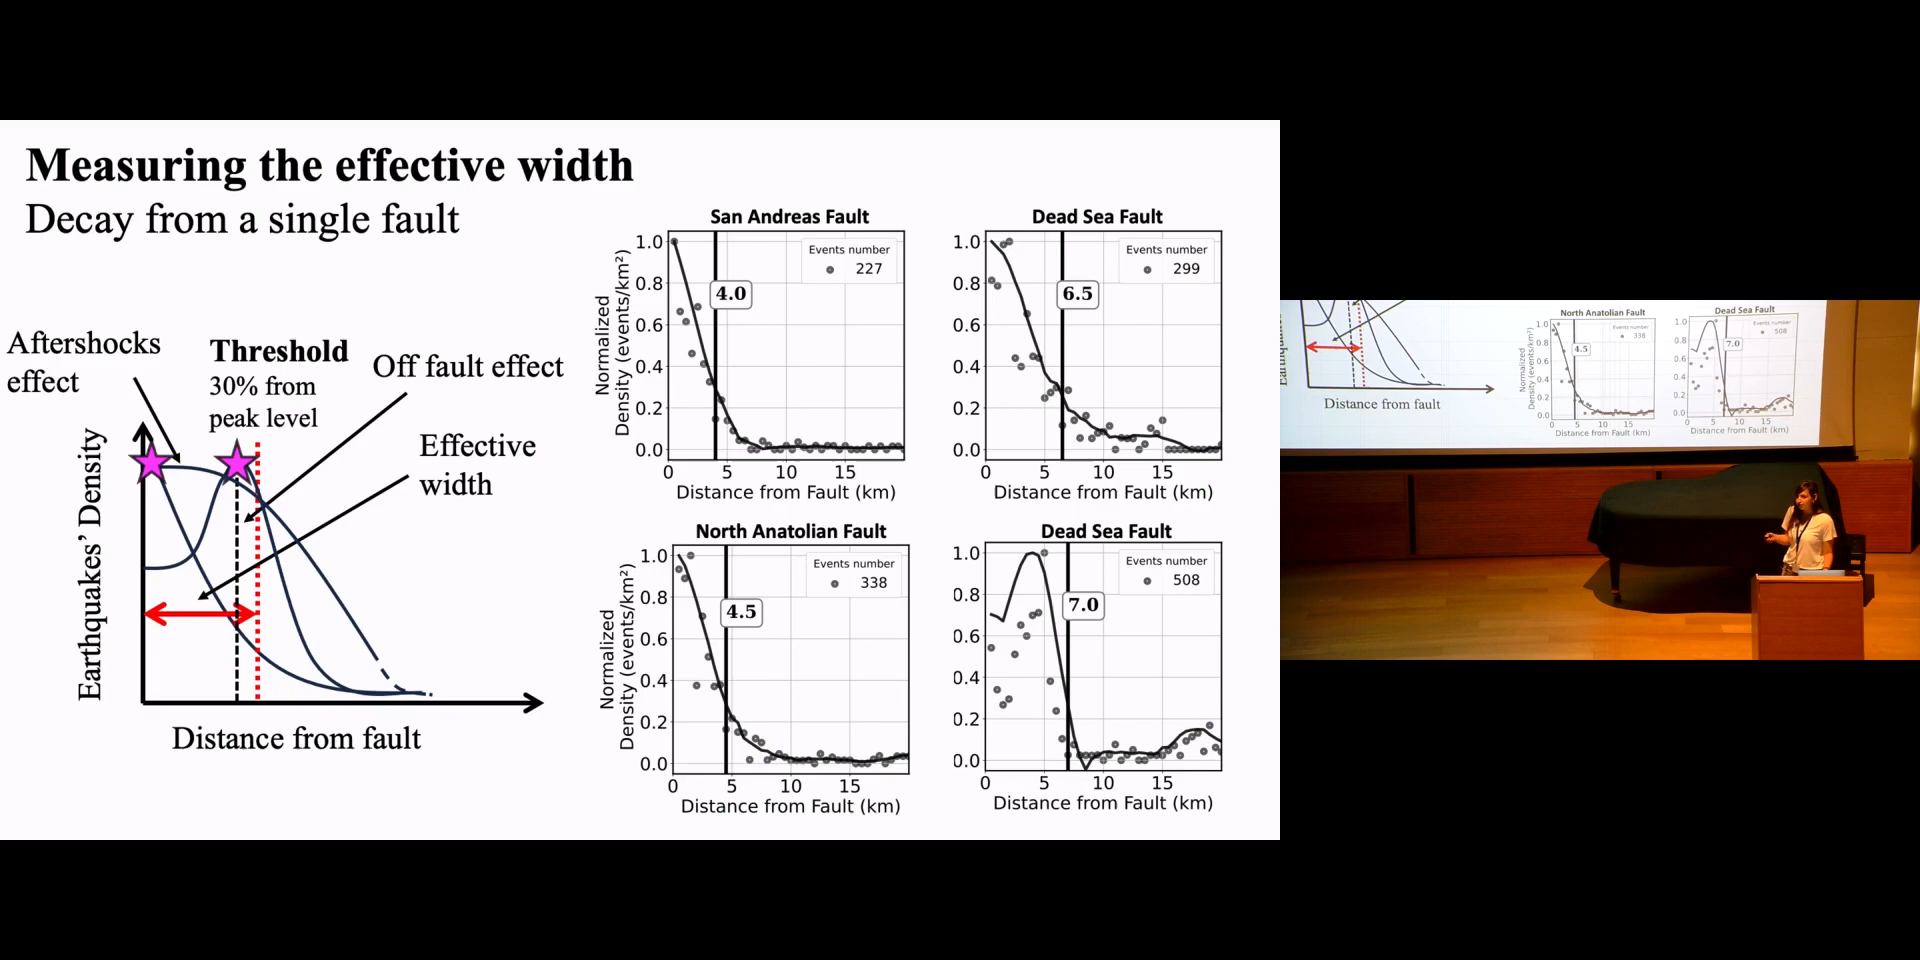 Measuring the effective width
Decay from a single fault
Aftershocks
effect
Threshold
30% from
peak level
Off fault effect
Effective
width
Earthquakes' Density
Distance from fault
San Andreas Fault
Normalized
Density (events/km²)
1.0
0.8
0.6
0.4
0.2
0.0
Events number
227
4.0
0 5 10 15
Distance from Fault (km)
Dead Sea Fault
1.0
0.8
0.6
0.4
0.2
0.0
Events number
299
6.5
0 5 10 15
Distance from Fault (km)
North Anatolian Fault
Normalized
Density (events/km²)
1.0
0.8
0.6
0.4
0.2
0.0
Events number
338
4.5
0 5 10 15
Distance from Fault (km)
Dead Sea Fault
1.0
0.8
0.6
0.4
0.2
0.0
Events number
508
7.0
0 5 10 15
Distance from Fault (km)
Distance from fault
North Anatolian Fault
Normalized
Density (events/km²)
1.0
0.8
0.6
0.4
0.2
0.0
Events number
338
4.5
0 5 10 15
Distance from Fault (km)
Dead Sea Fault
1.0
0.8
0.6
0.4
0.2
0.0
Events number
508
7.0
0 5 10 15
Distance from Fault (km)